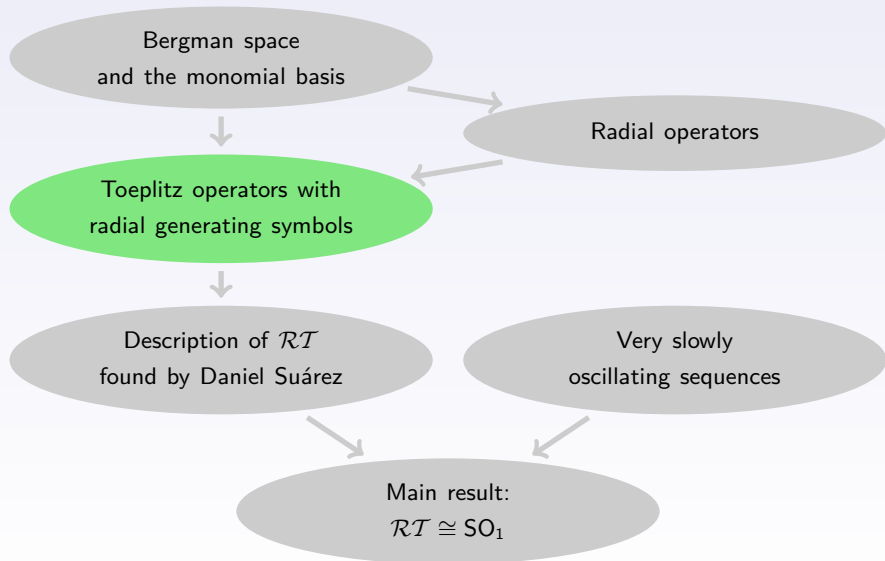 Bergman space
and the monomial basis
Radial operators
Toeplitz operators with
radial generating symbols
Description of 𝓡𝓣
found by Daniel Suárez
Very slowly
oscillating sequences
Main result:
𝓡𝓣 ≅ SO₁